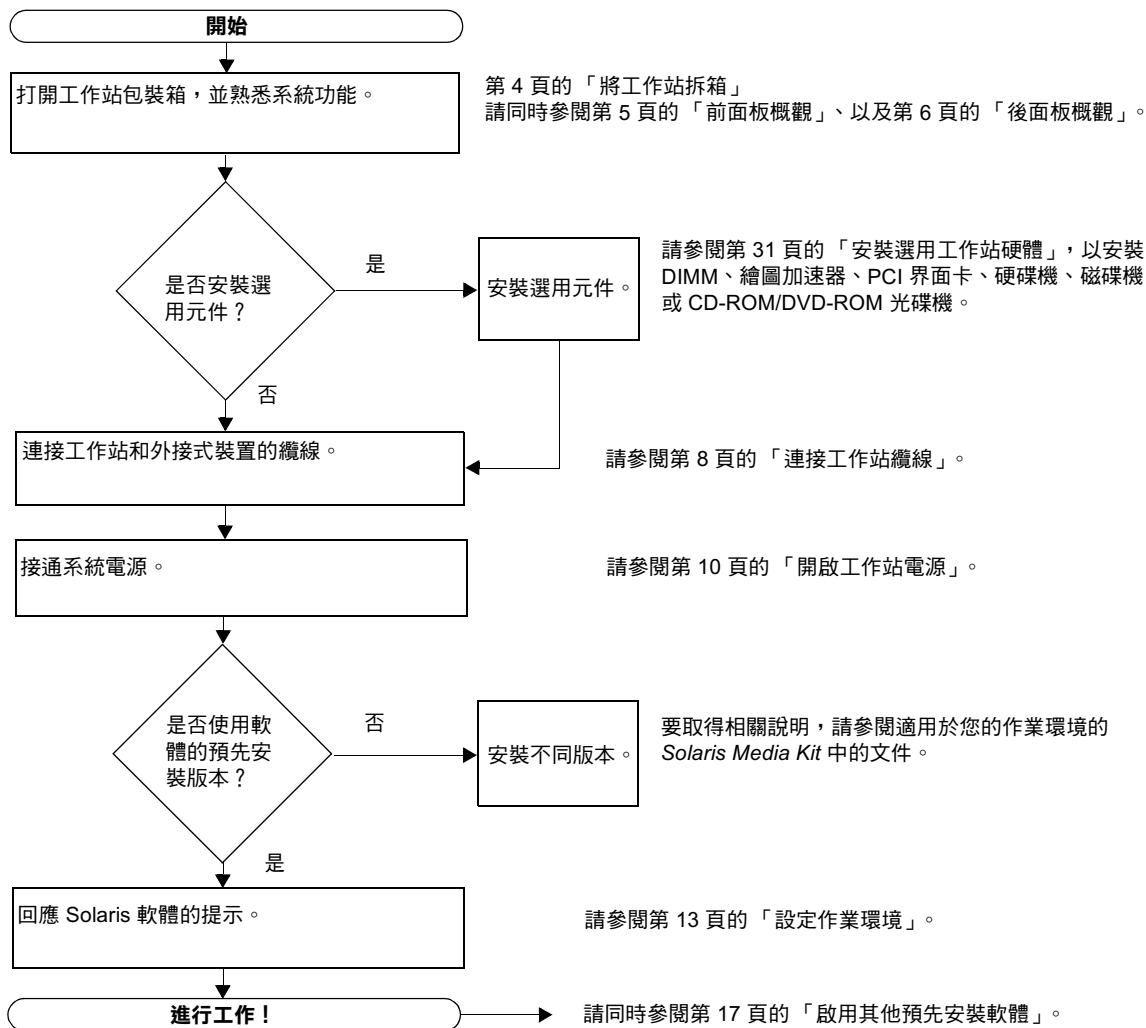 開始
打開工作站包裝箱，並熟悉系統功能。
第 4 頁的「將工作站拆箱」
請同時參閱第 5 頁的「前面板概觀」、以及第 6 頁的「後面板概觀」。
是否安裝選
用元件？
是
安裝選用元件。
請參閱第 31 頁的「安裝選用工作站硬體」，以安裝
DIMM、繪圖加速器、PCI 界面卡、硬碟機、磁碟機
或 CD-ROM/DVD-ROM 光碟機。
否
連接工作站和外接式裝置的纜線。
請參閱第 8 頁的「連接工作站纜線」。
接通系統電源。
請參閱第 10 頁的「開啟工作站電源」。
是否使用軟
體的預先安
裝版本？
否
安裝不同版本。
要取得相關說明，請參閱適用於您的作業環境的
Solaris Media Kit 中的文件。
是
回應 Solaris 軟體的提示。
請參閱第 13 頁的「設定作業環境」。
進行工作！
請同時參閱第 17 頁的「啟用其他預先安裝軟體」。